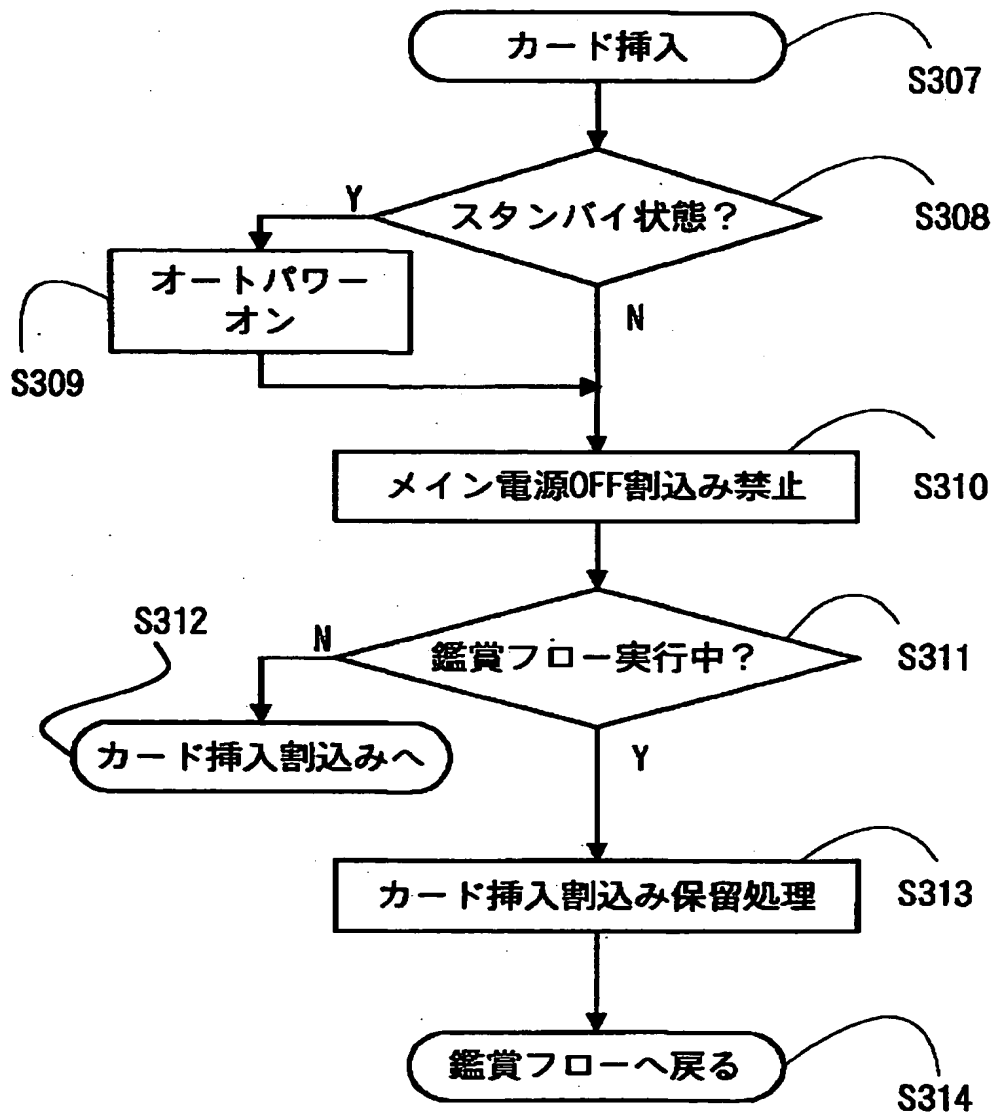 カード挿入
S307
スタンバイ状態？
S308
Y
オートパワー
オン
S309
N
メイン電源OFF割込み禁止
S310
鑑賞フロー実行中？
S311
N
S312
カード挿入割込みへ
Y
カード挿入割込み保留処理
S313
鑑賞フローへ戻る
S314